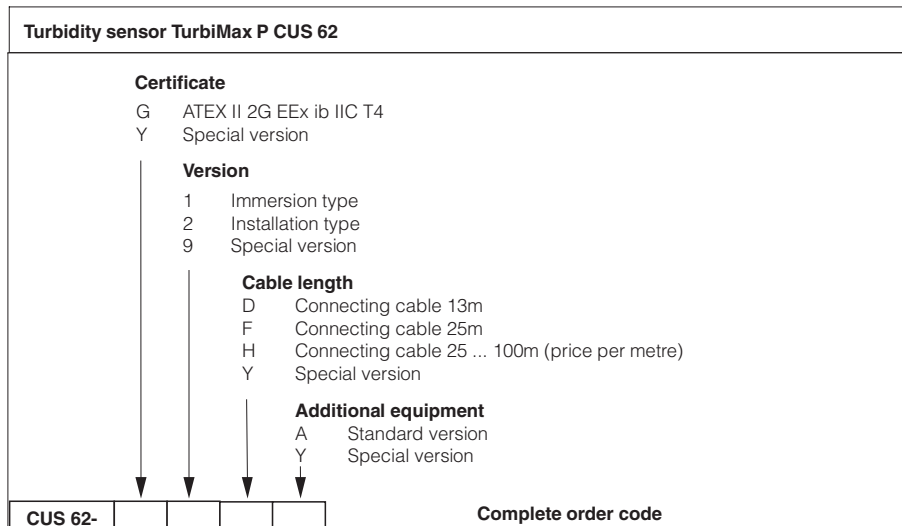 Turbidity sensor TurbiMax P CUS 62
Certificate
G ATEX II 2G EEx ib IIC T4
Y Special version
Version
1 Immersion type
2 Installation type
9 Special version
Cable length
D Connecting cable 13m
F Connecting cable 25m
H Connecting cable 25 ... 100m (price per metre)
Y Special version
Additional equipment
A Standard version
Y Special version
CUS 62-
Complete order code